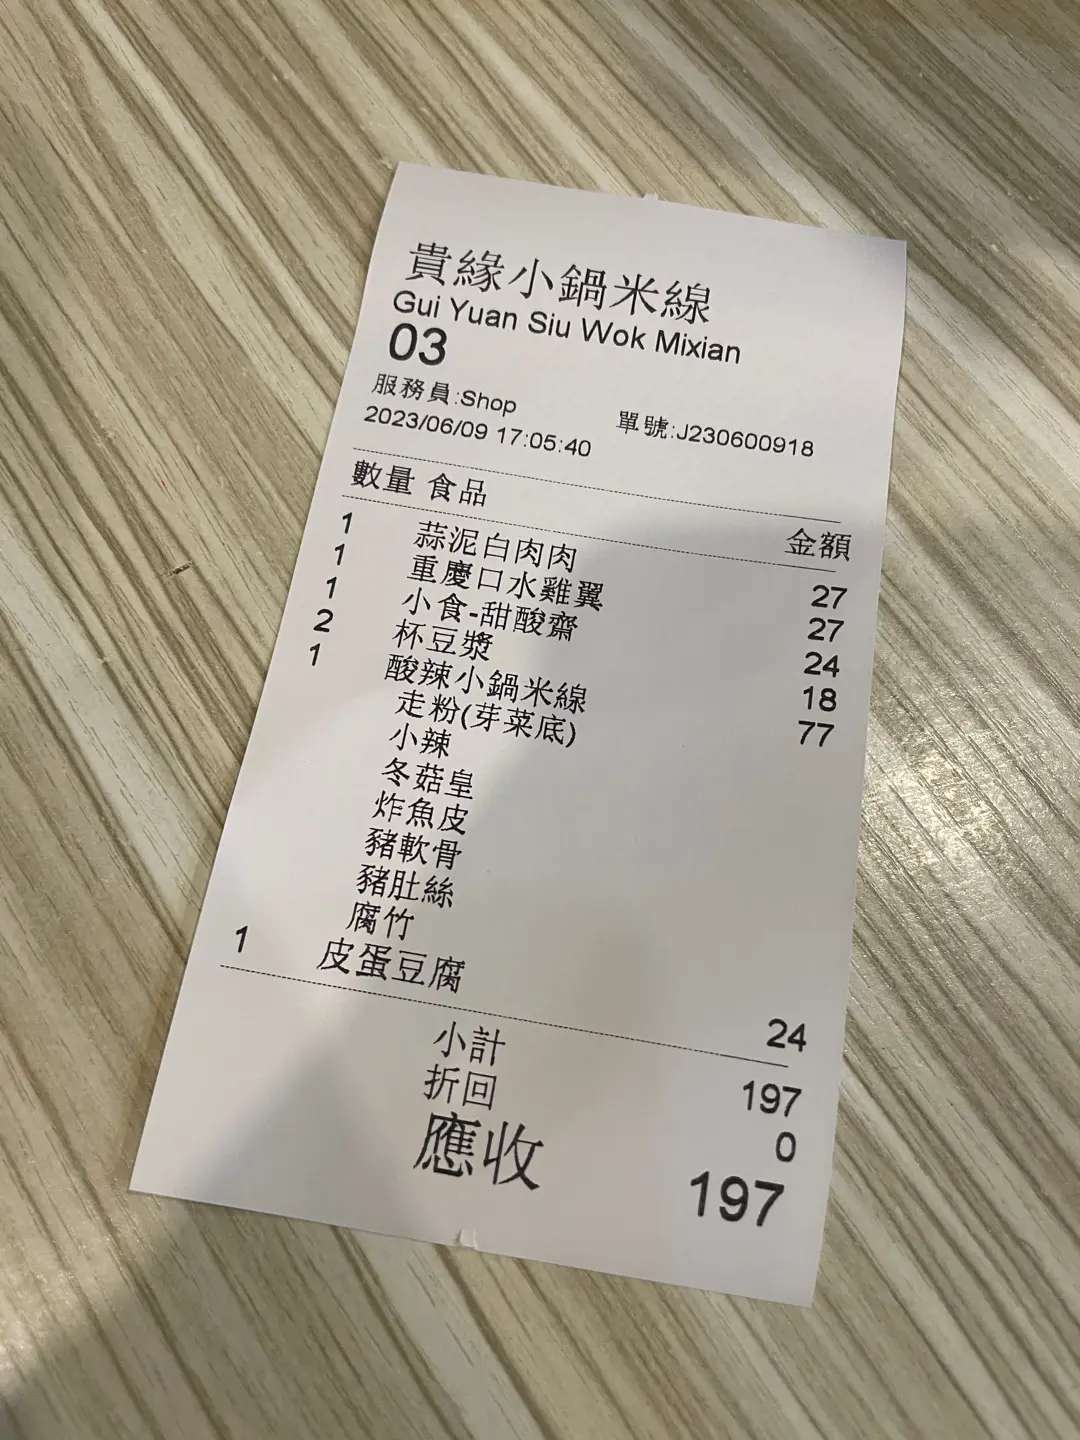 貴緣小鍋米線
Gui Yuan Siu Wok Mixian
03
服務員:Shop 單號:J230600918
2023/06/09 17:05:40
數量 食品 金額
1 蒜泥白肉肉 27
1 重慶口水雞翼 27
1 小食-甜酸齋 24
2 杯豆漿 18
1 酸辣小鍋米線 77
走粉(芽菜底)
小辣
冬菇皇
炸魚皮
豬軟骨
豬肚絲
腐竹
1 皮蛋豆腐 24
小計 197
折回 0
應收 197